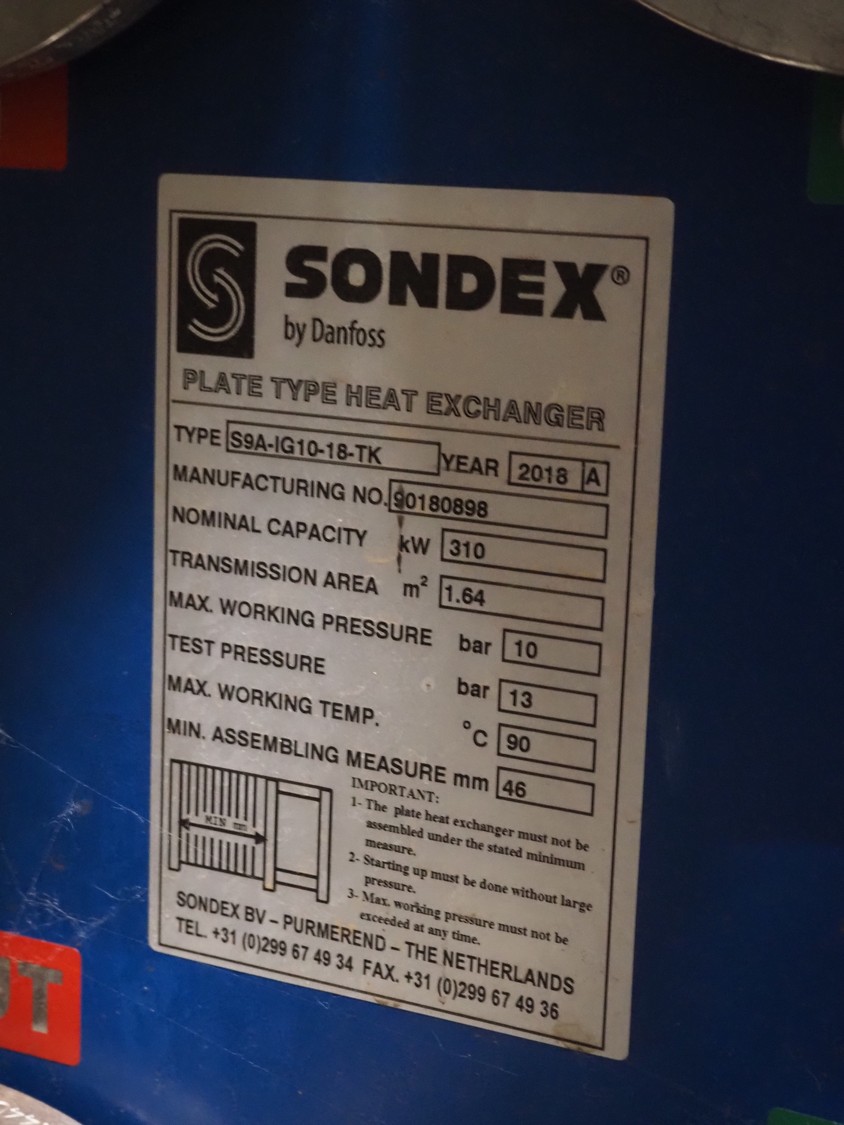 SONDEX®
by Danfoss
PLATE TYPE HEAT EXCHANGER
TYPE S9A-IG10-18-TK YEAR 2018 A
MANUFACTURING NO. 90180898
NOMINAL CAPACITY kW 310
TRANSMISSION AREA m² 1.64
MAX. WORKING PRESSURE bar 10
TEST PRESSURE bar 13
MAX. WORKING TEMP. °C 90
MIN. ASSEMBLING MEASURE mm 46
MIN mm
IMPORTANT:
1- The plate heat exchanger must not be
assembled under the stated minimum
measure.
2- Starting up must be done without large
pressure.
3- Max. working pressure must not be
exceeded at any time.
SONDEX BV – PURMEREND – THE NETHERLANDS
TEL. +31 (0)299 67 49 34 FAX. +31 (0)299 67 49 36